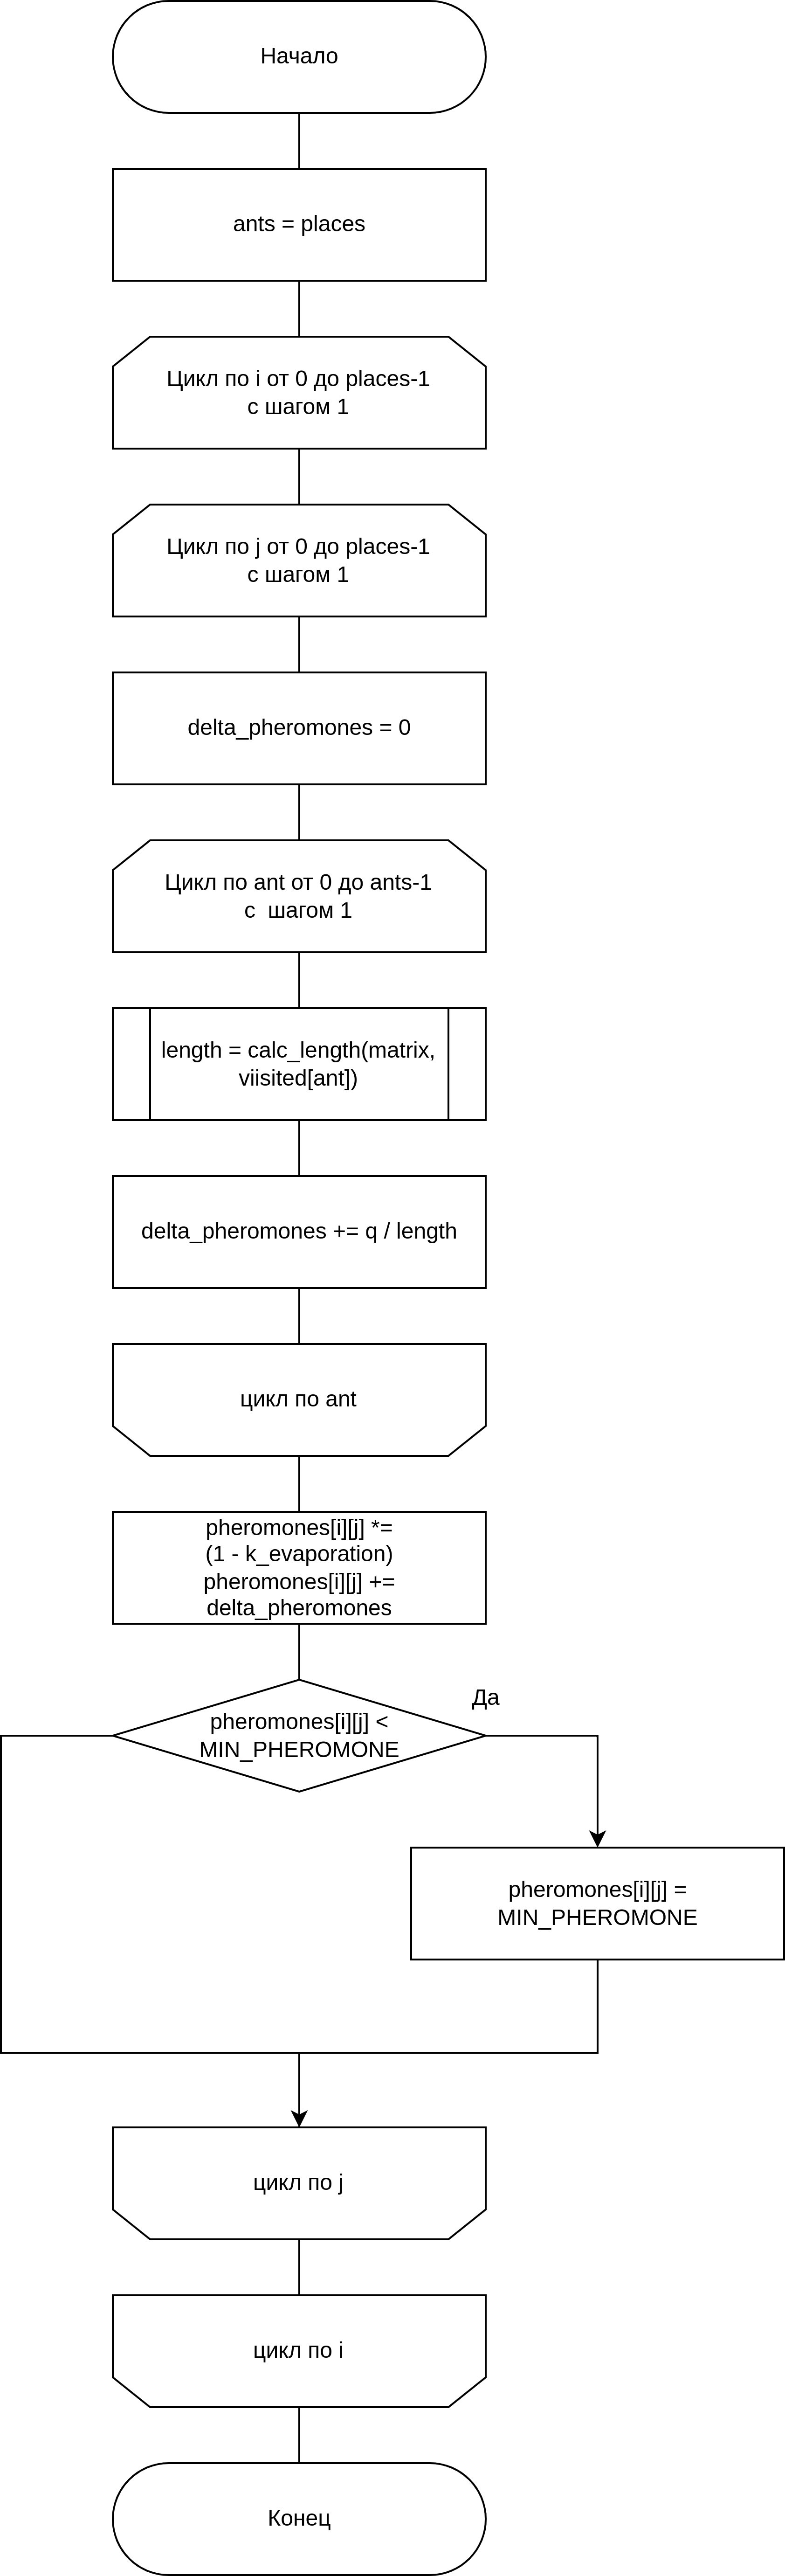 Начало
ants = places
Цикл по i от 0 до places-1
с шагом 1
Цикл по j от 0 до places-1
с шагом 1
delta_pheromones = 0
Цикл по ant от 0 до ants-1
с  шагом 1
length = calc_length(matrix,
viisited[ant])
delta_pheromones += q / length
цикл по ant
pheromones[i][j] *=
(1 - k_evaporation)
pheromones[i][j] +=
delta_pheromones
Да
pheromones[i][j] <
MIN_PHEROMONE
pheromones[i][j] =
MIN_PHEROMONE
цикл по j
цикл по i
Конец